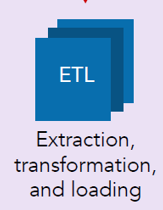 ETL
Extraction,
transformation,
and loading